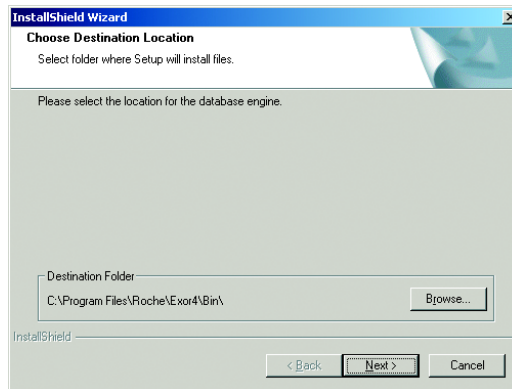 InstallShield Wizard
Choose Destination Location
Select folder where Setup will install files.
Please select the location for the database engine.
Destination Folder
C:\Program Files\Roche\Exor4\Bin\
Browse...
InstallShield
< Back
Next >
Cancel